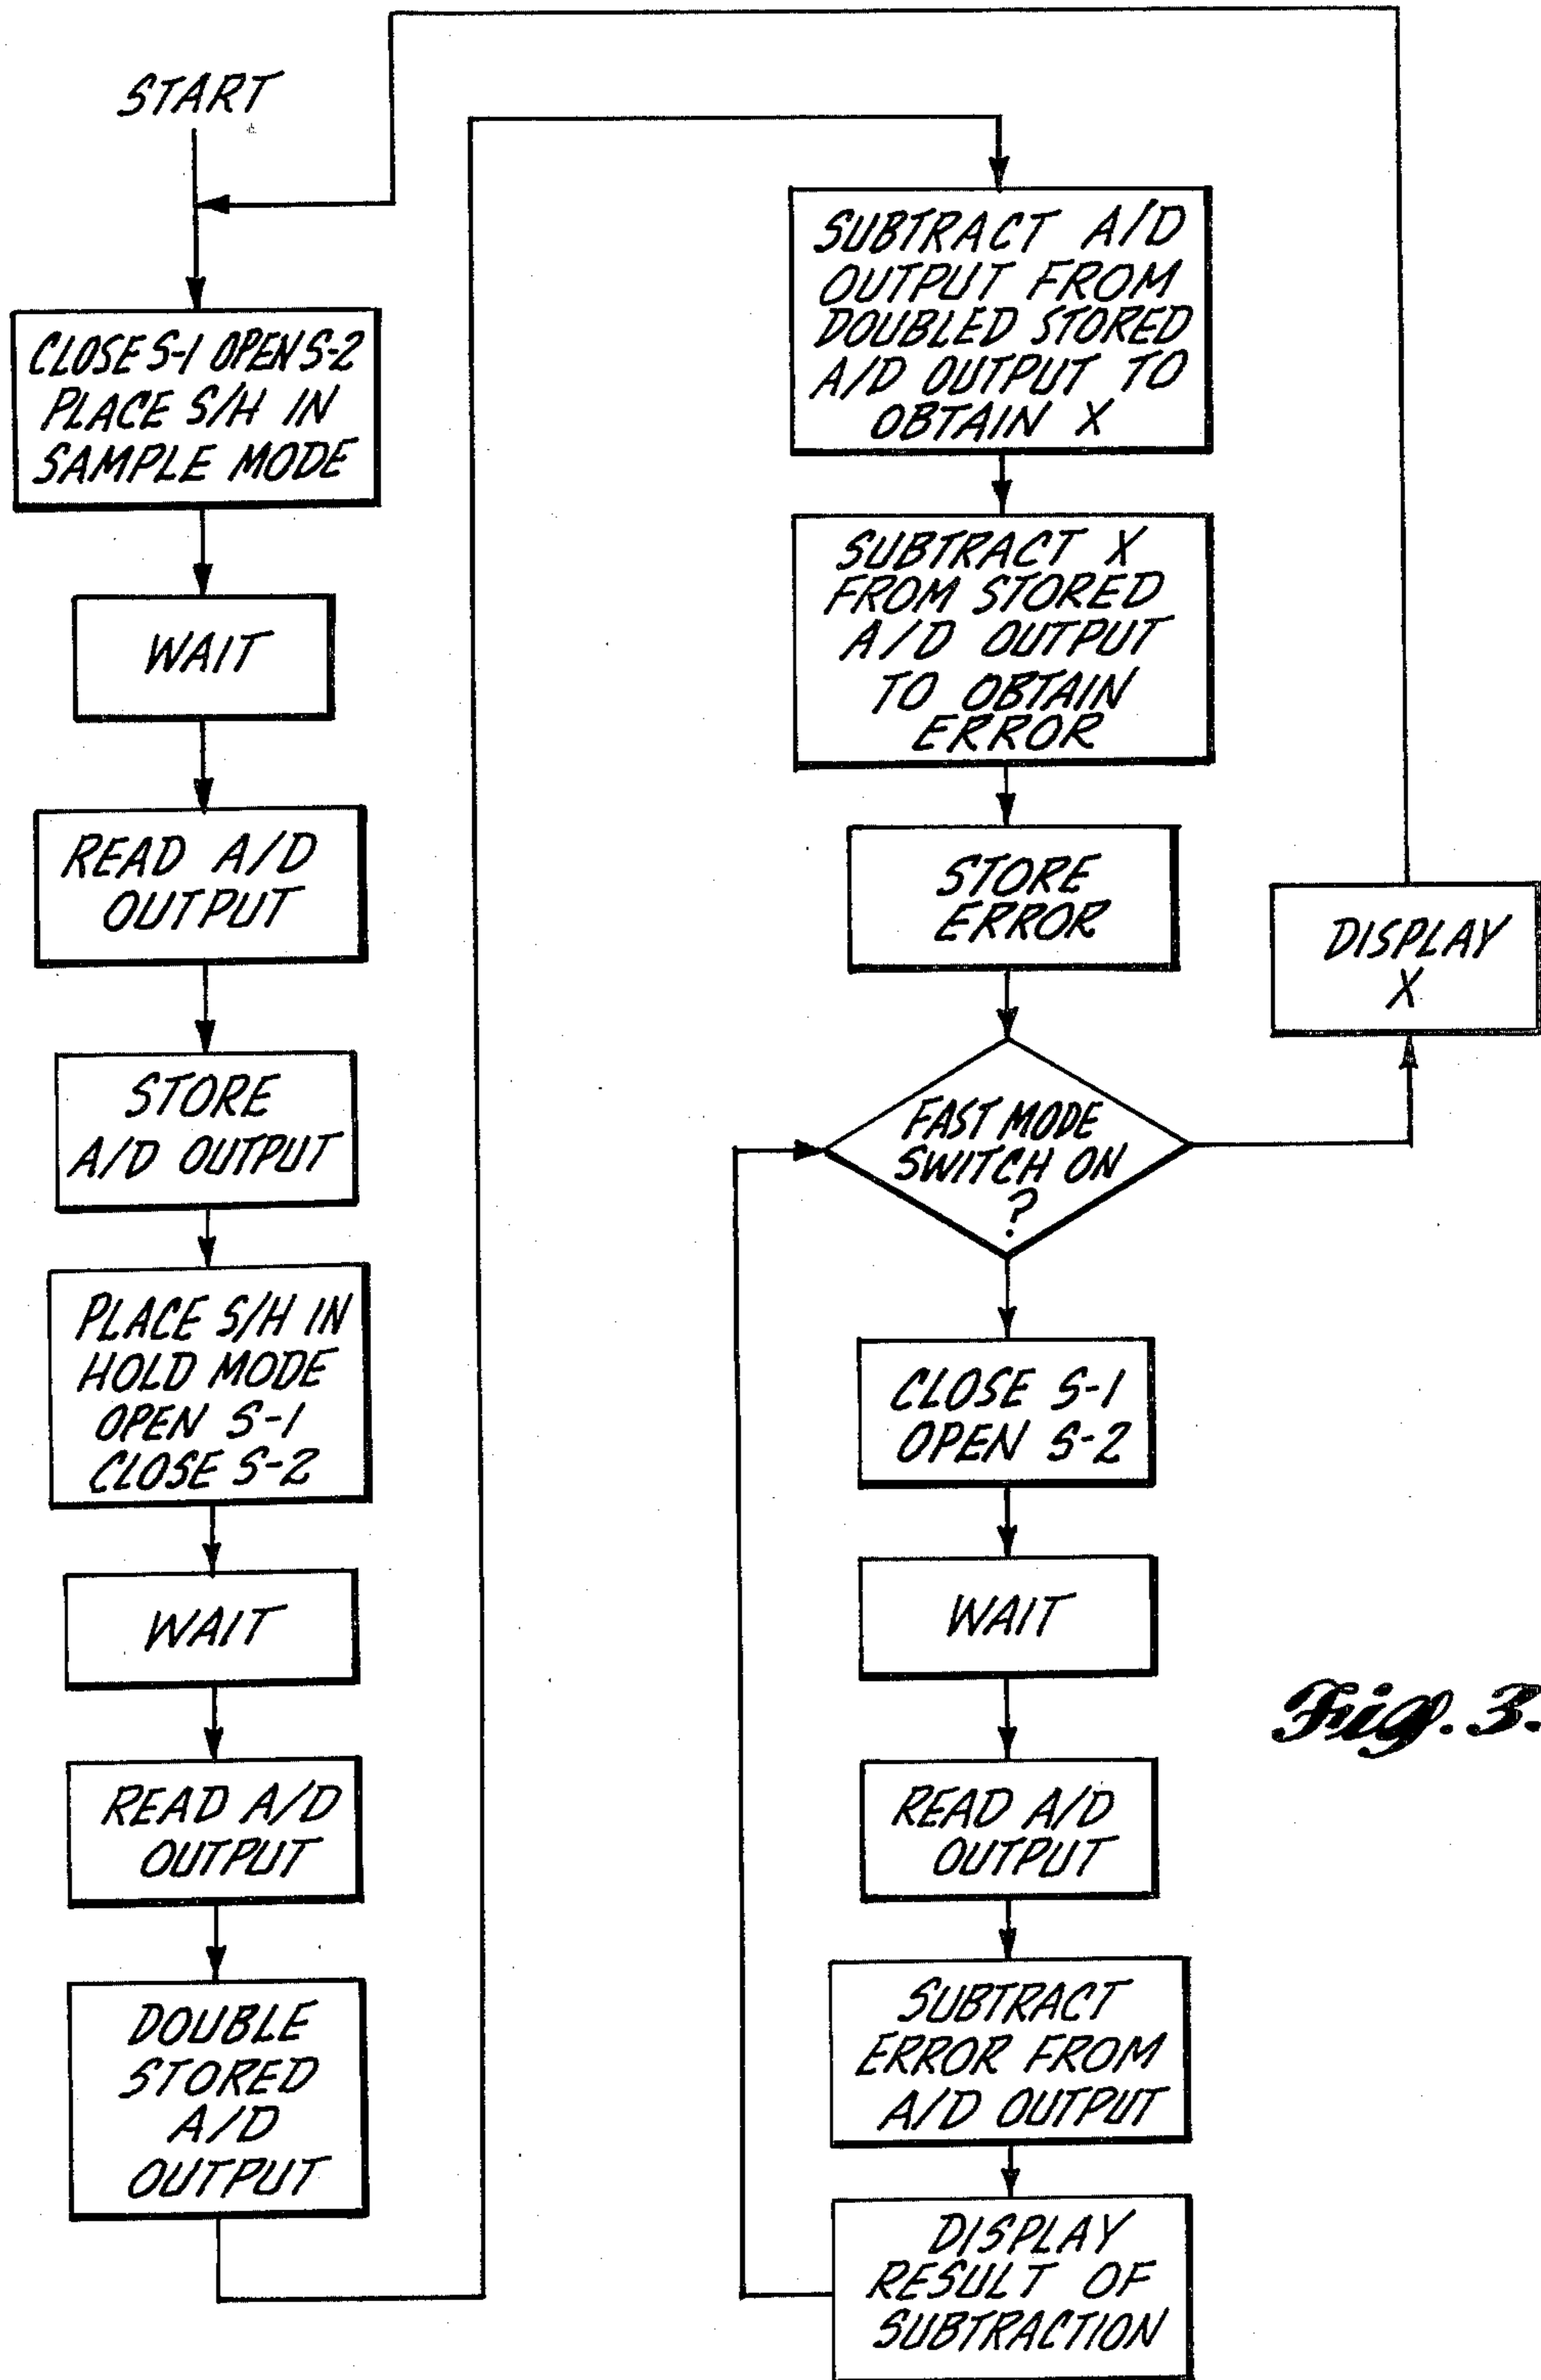 START
CLOSE S-1 OPEN S-2
PLACE S/H IN
SAMPLE MODE
WAIT
READ A/D
OUTPUT
STORE
A/D OUTPUT
PLACE S/H IN
HOLD MODE
OPEN S-1
CLOSE S-2
WAIT
READ A/D
OUTPUT
DOUBLE
STORED
A/D
OUTPUT
SUBTRACT A/D
OUTPUT FROM
DOUBLED STORED
A/D OUTPUT TO
OBTAIN X
SUBTRACT X
FROM STORED
A/D OUTPUT
TO OBTAIN
ERROR
STORE
ERROR
FAST MODE
SWITCH ON
?
DISPLAY
X
CLOSE S-1
OPEN S-2
WAIT
READ A/D
OUTPUT
SUBTRACT
ERROR FROM
A/D OUTPUT
DISPLAY
RESULT OF
SUBTRACTION
Fig. 3.